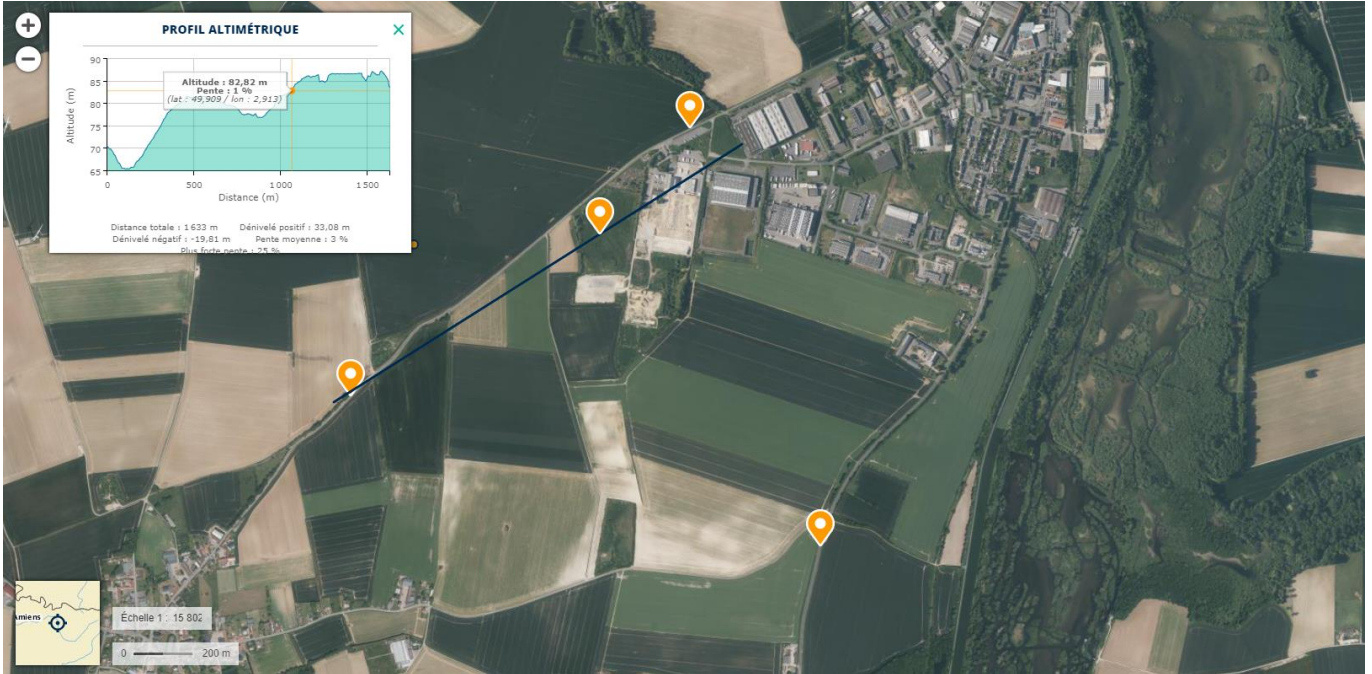 PROFIL ALTIMÉTRIQUE
90
85
80
75
70
65
Altitude (m)
Altitude : 82,82 m
Pente : 1 %
(lat : 49,909 / lon : 2,913)
0 500 1 000 1 500
Distance (m)
Distance totale : 1 633 m Dénivelé positif : 33,08 m
Dénivelé négatif : -19,81 m Pente moyenne : 3 %
Plus forte pente : 25 %
Amiens
Échelle 1 : 15 802
0 200 m